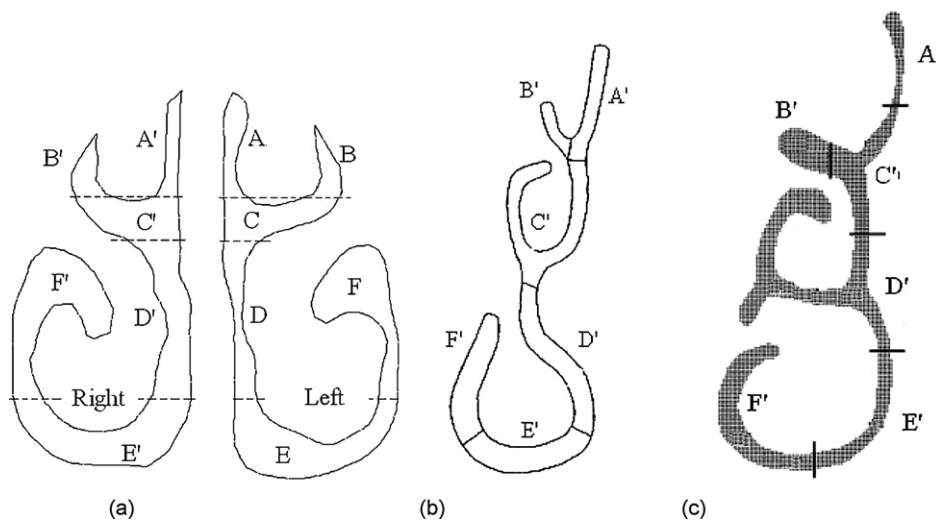 A' A B' B
C' C
F' D' D F
Right Left
E' E
(a)
B' A'
C'
F' D'
E'
(b)
A
B'
C''
D'
F' E'
(c)